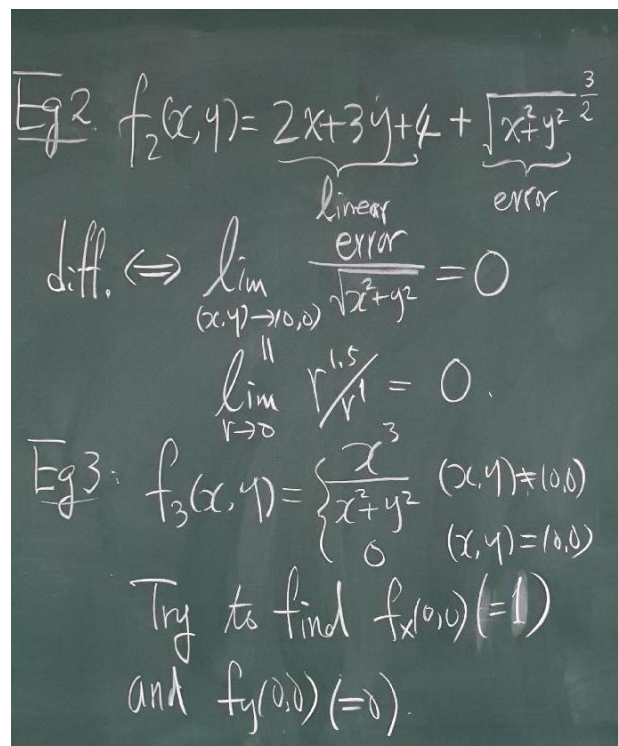 Eg2. f₂(x,y)= 2x+3y+4 + √(x²+y²)^(3/2)
linear error
diff. ⇔ lim_((x,y)→(0,0)) error/√(x²+y²) = 0
||
lim_(r→0) r^1.5/r^1 = 0.
Eg3: f₃(x,y)= { x³/(x²+y²) (x,y)≠(0,0)
0 (x,y)=(0,0)
Try to find fₓ(0,0)(=1)
and f_y(0,0)(=0).